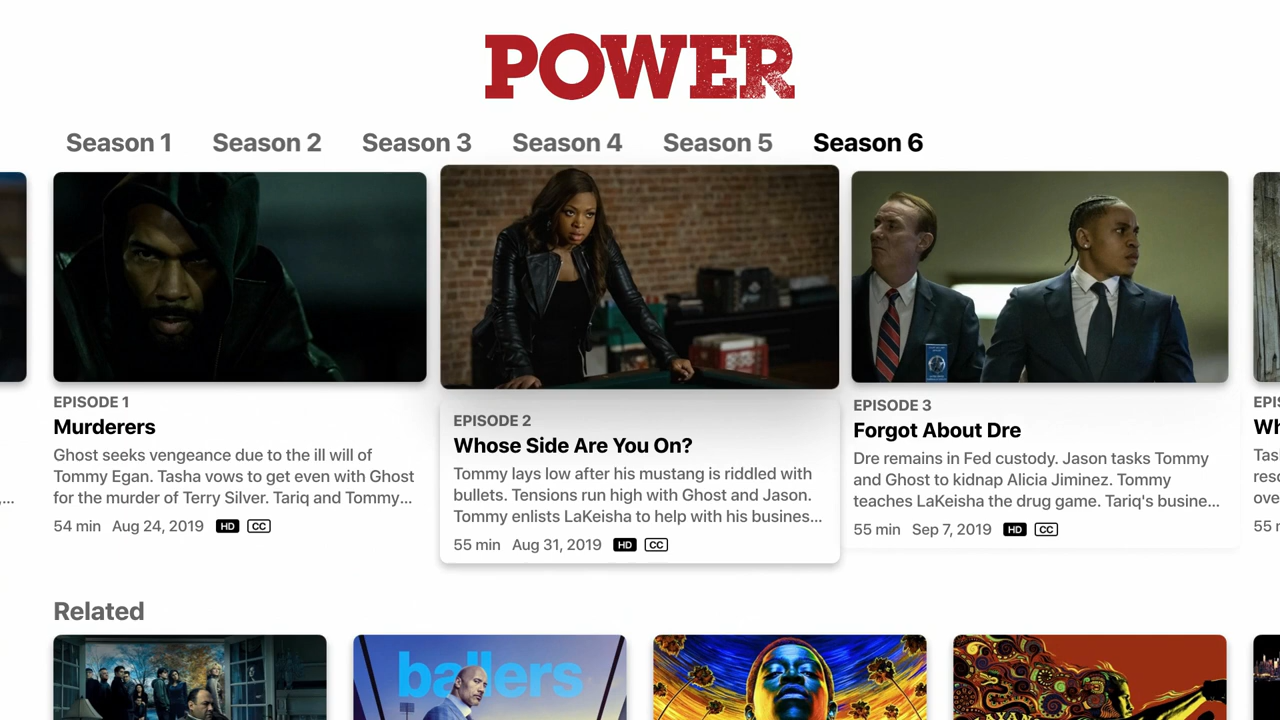 POWER
Season 1 Season 2 Season 3 Season 4 Season 5 Season 6
EPISODE 1
Murderers
Ghost seeks vengeance due to the ill will of
Tommy Egan. Tasha vows to get even with Ghost
for the murder of Terry Silver. Tariq and Tommy...
54 min Aug 24, 2019 HD CC
EPISODE 2
Whose Side Are You On?
Tommy lays low after his mustang is riddled with
bullets. Tensions run high with Ghost and Jason.
Tommy enlists LaKeisha to help with his busines...
55 min Aug 31, 2019 HD CC
EPISODE 3
Forgot About Dre
Dre remains in Fed custody. Jason tasks Tommy
and Ghost to kidnap Alicia Jiminez. Tommy
teaches LaKeisha the drug game. Tariq's busine...
55 min Sep 7, 2019 HD CC
Related
ballers